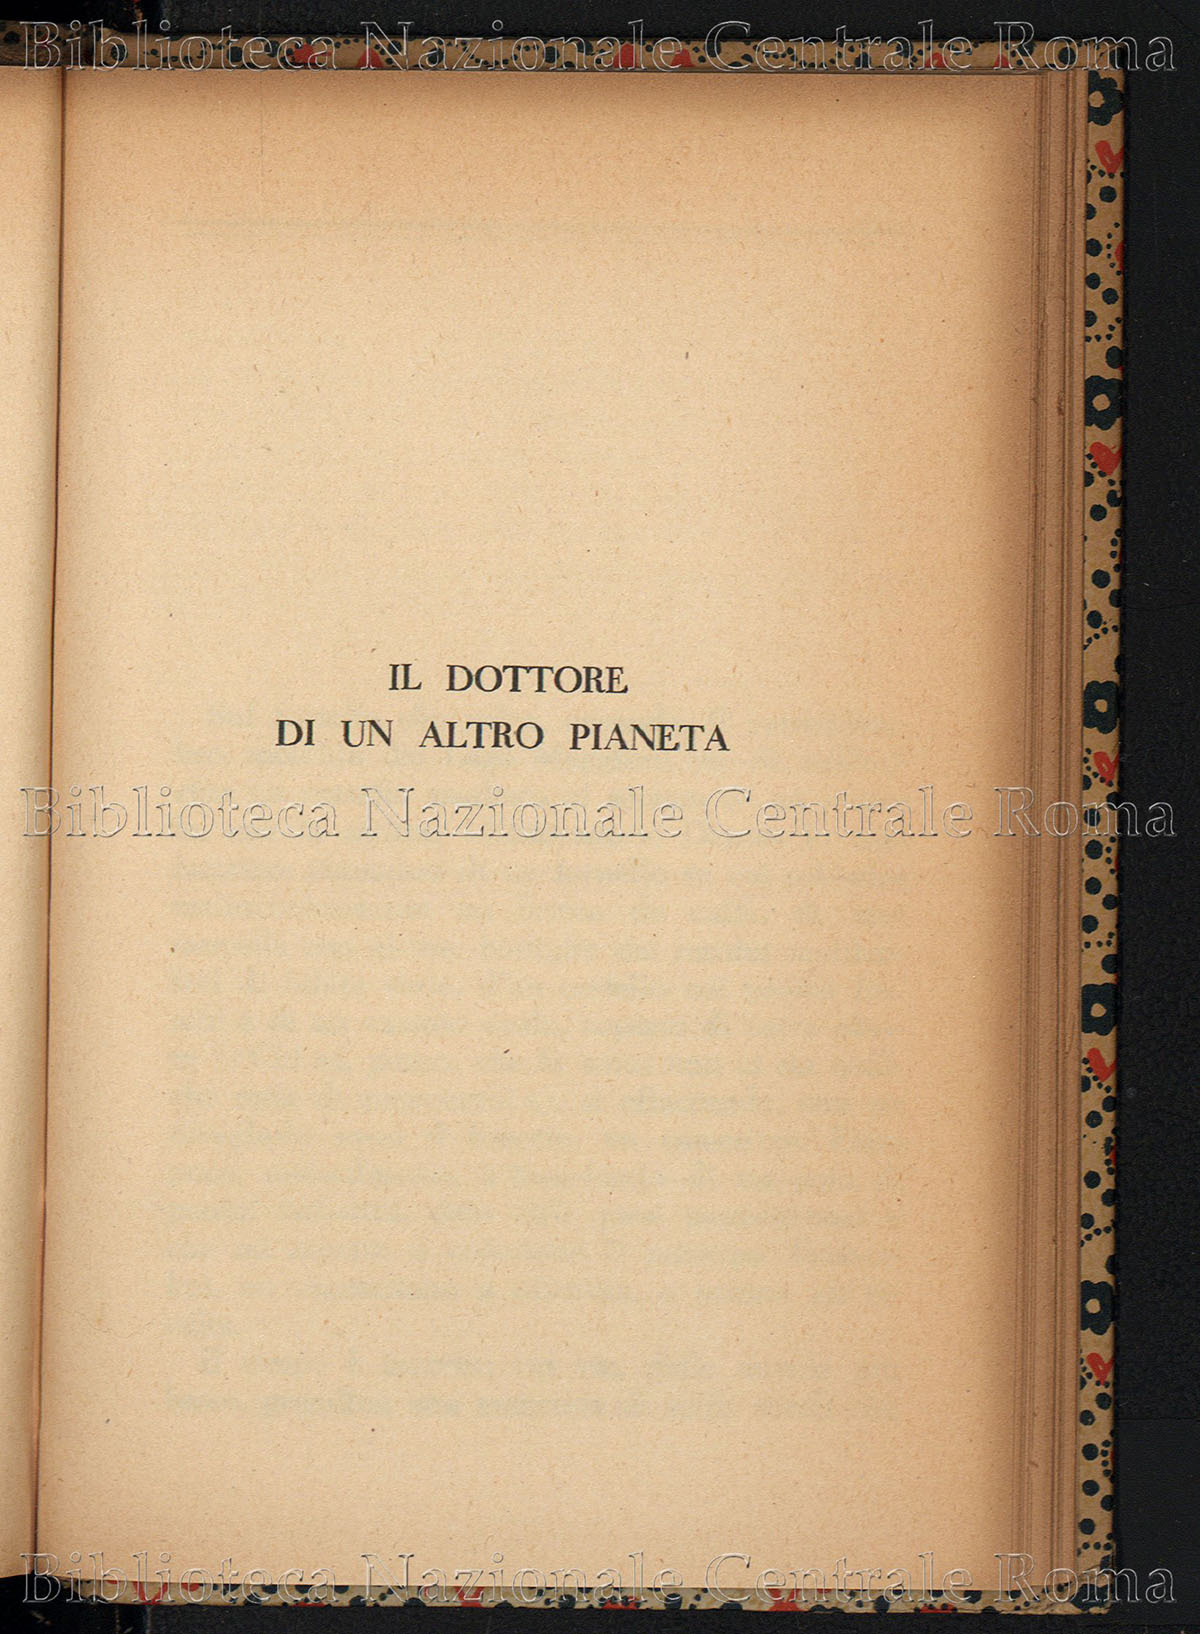 Biblioteca Nazionale Centrale Roma
IL DOTTORE
DI UN ALTRO PIANETA
Biblioteca Nazionale Centrale Roma
Biblioteca Nazionale Centrale Roma